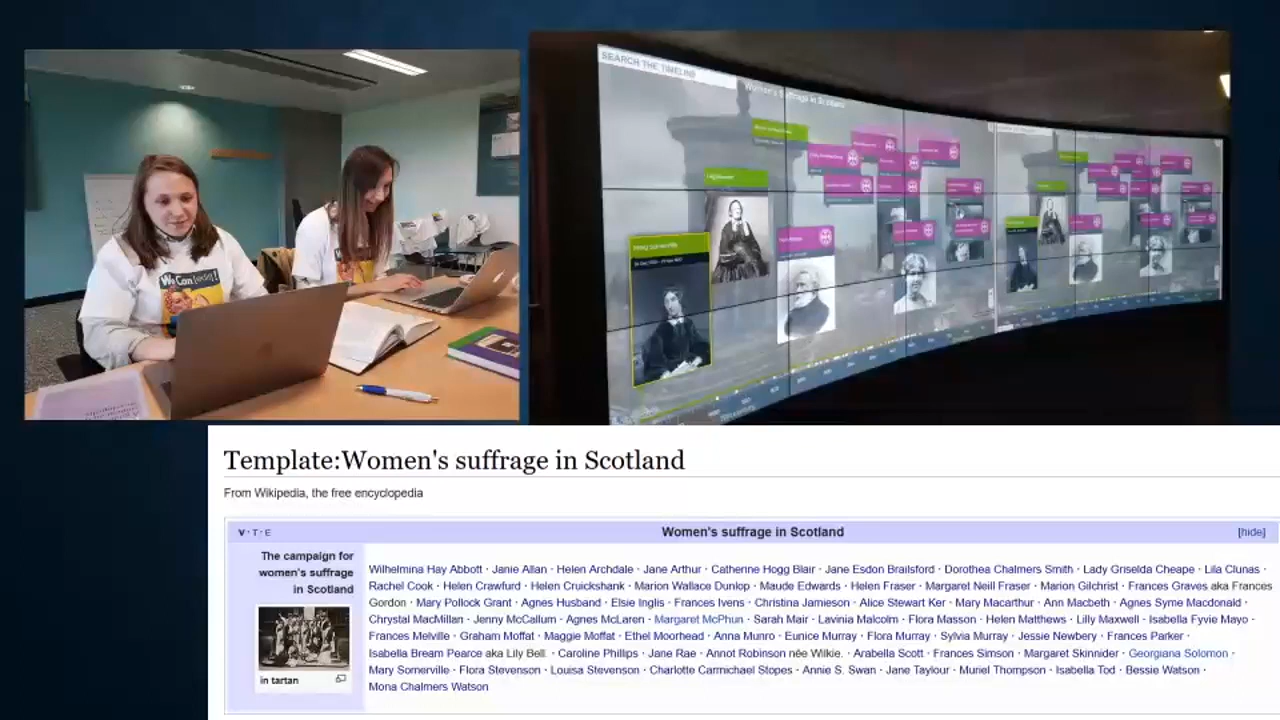 We Can [edit]!
SEARCH THE TIMELINE
Women's Suffrage in Scotland
Template:Women's suffrage in Scotland
From Wikipedia, the free encyclopedia
V · T · E
Women's suffrage in Scotland
[hide]
The campaign for
women's suffrage
in Scotland
in tartan
Wilhelmina Hay Abbott · Janie Allan · Helen Archdale · Jane Arthur · Catherine Hogg Blair · Jane Esdon Brailsford · Dorothea Chalmers Smith · Lady Griselda Cheape · Lila Clunas ·
Rachel Cook · Helen Crawfurd · Helen Cruickshank · Marion Wallace Dunlop · Maude Edwards · Helen Fraser · Margaret Neill Fraser · Marion Gilchrist · Frances Graves aka Frances
Gordon · Mary Pollock Grant · Agnes Husband · Elsie Inglis · Frances Ivens · Christina Jamieson · Alice Stewart Ker · Mary Macarthur · Ann Macbeth · Agnes Syme Macdonald ·
Chrystal MacMillan · Jenny McCallum · Agnes McLaren · Margaret McPhun · Sarah Mair · Lavinia Malcolm · Flora Masson · Helen Matthews · Lilly Maxwell · Isabella Fyvie Mayo ·
Frances Melville · Graham Moffat · Maggie Moffat · Ethel Moorhead · Anna Munro · Eunice Murray · Flora Murray · Sylvia Murray · Jessie Newbery · Frances Parker ·
Isabella Bream Pearce aka Lily Bell. · Caroline Phillips · Jane Rae · Annot Robinson née Wilkie. · Arabella Scott · Frances Simson · Margaret Skinnider · Georgiana Solomon ·
Mary Somerville · Flora Stevenson · Louisa Stevenson · Charlotte Carmichael Stopes · Annie S. Swan · Jane Taylour · Muriel Thompson · Isabella Tod · Bessie Watson ·
Mona Chalmers Watson